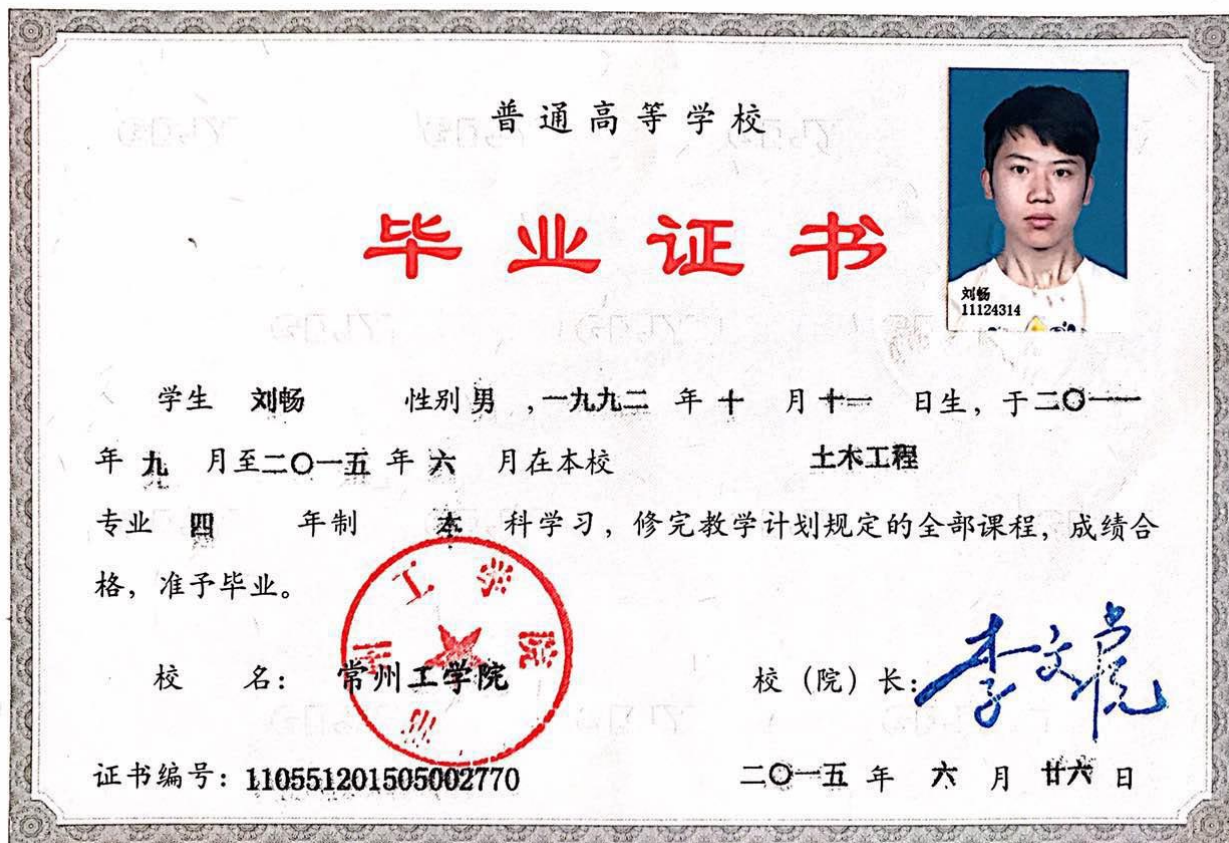 普通高等学校
毕业证书
刘畅
11124314
学生 刘畅 性别 男 ,一九九二 年 十 月 十一 日生, 于二〇一一
年 九 月至二〇一五 年 六 月在本校 土木工程
专业 四 年制 本 科学习, 修完教学计划规定的全部课程, 成绩合
格, 准予毕业。
校 名: 常州工学院
校 (院) 长: 李文虎
证书编号: 110551201505002770
二〇一五 年 六 月 廿六 日